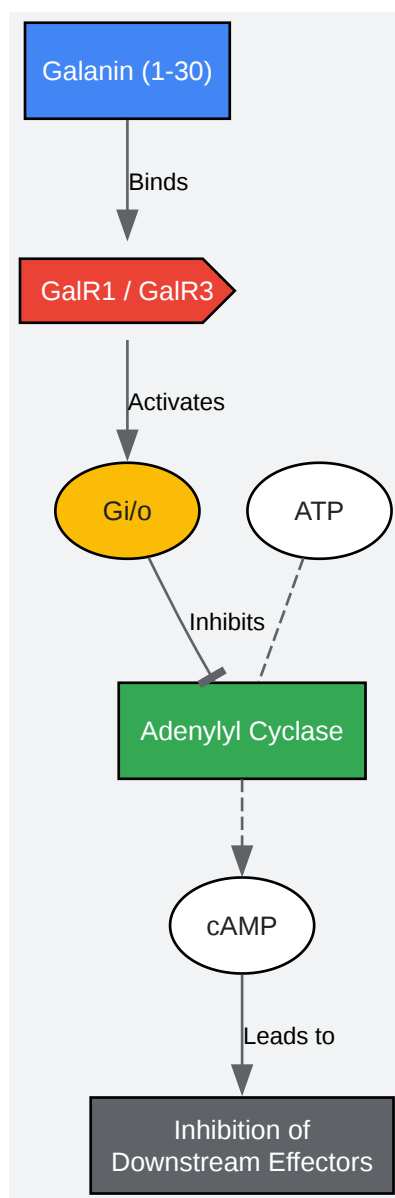 Galanin (1-30)
Binds
GalR1 / GalR3
Activates
Gi/o
ATP
Inhibits
Adenylyl Cyclase
cAMP
Leads to
Inhibition of
Downstream Effectors